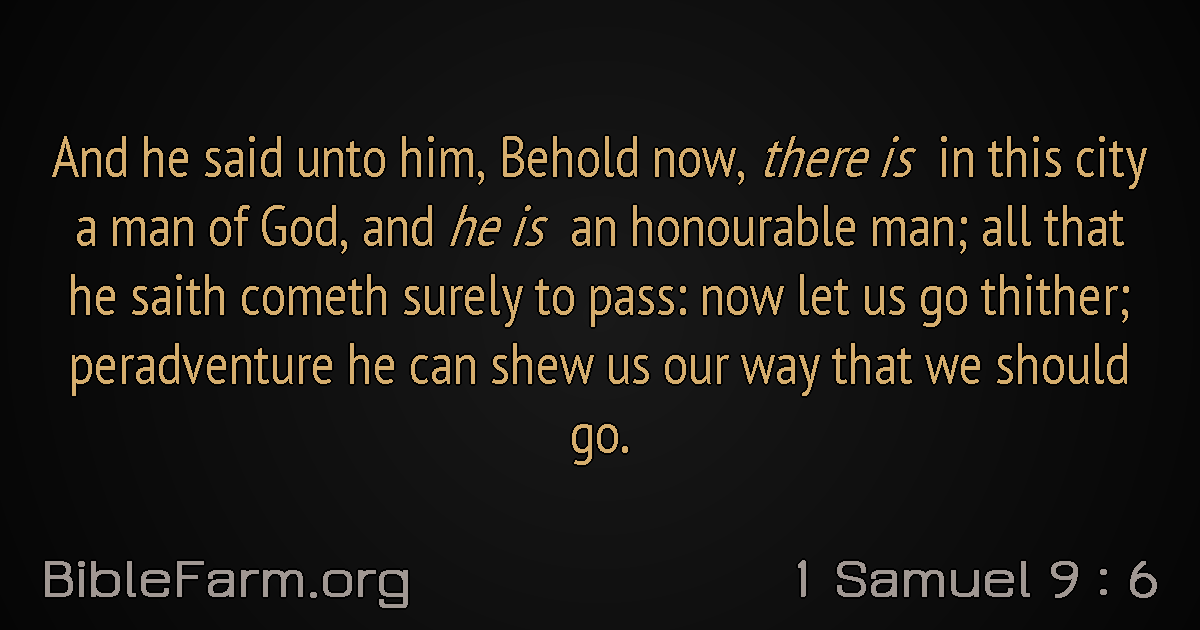 And he said unto him, Behold now, there is in this city
a man of God, and he is an honourable man; all that
he saith cometh surely to pass: now let us go thither;
peradventure he can shew us our way that we should
go.
BibleFarm.org
1 Samuel 9 : 6